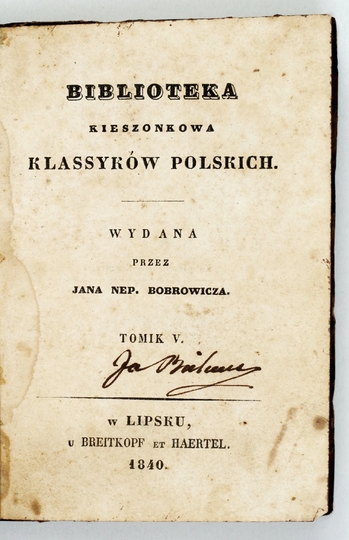 BIBLIOTEKA
KIESZONKOWA
KLASSYKÓW POLSKICH.
WYDANA
PRZEZ
JANA NEP. BOBROWICZA.
TOMIK V.
W LIPSKU,
U BREITKOPF ET HAERTEL.
1840.